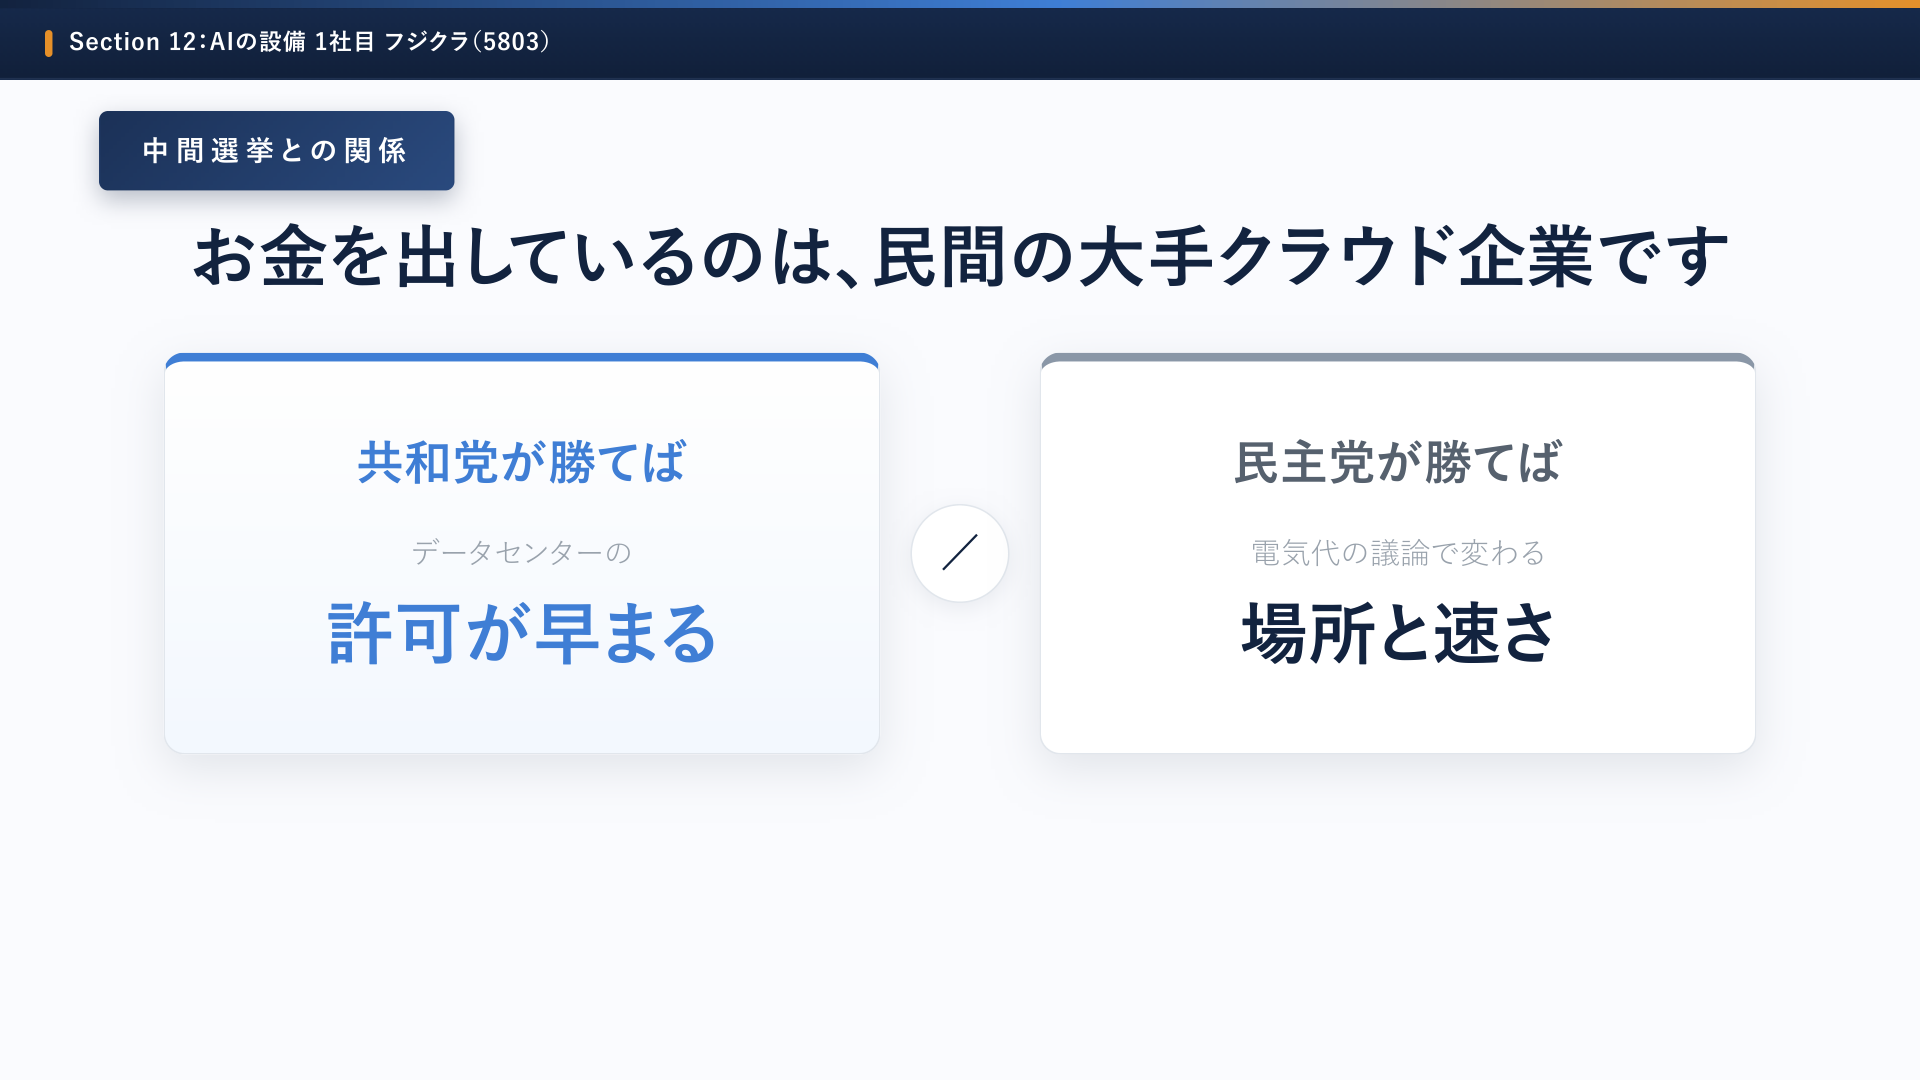 Section 12：AIの設備 1社目 フジクラ（5803）
中間選挙との関係
お金を出しているのは、民間の大手クラウド企業です
共和党が勝てば
データセンターの
許可が早まる
／
民主党が勝てば
電気代の議論で変わる
場所と速さ